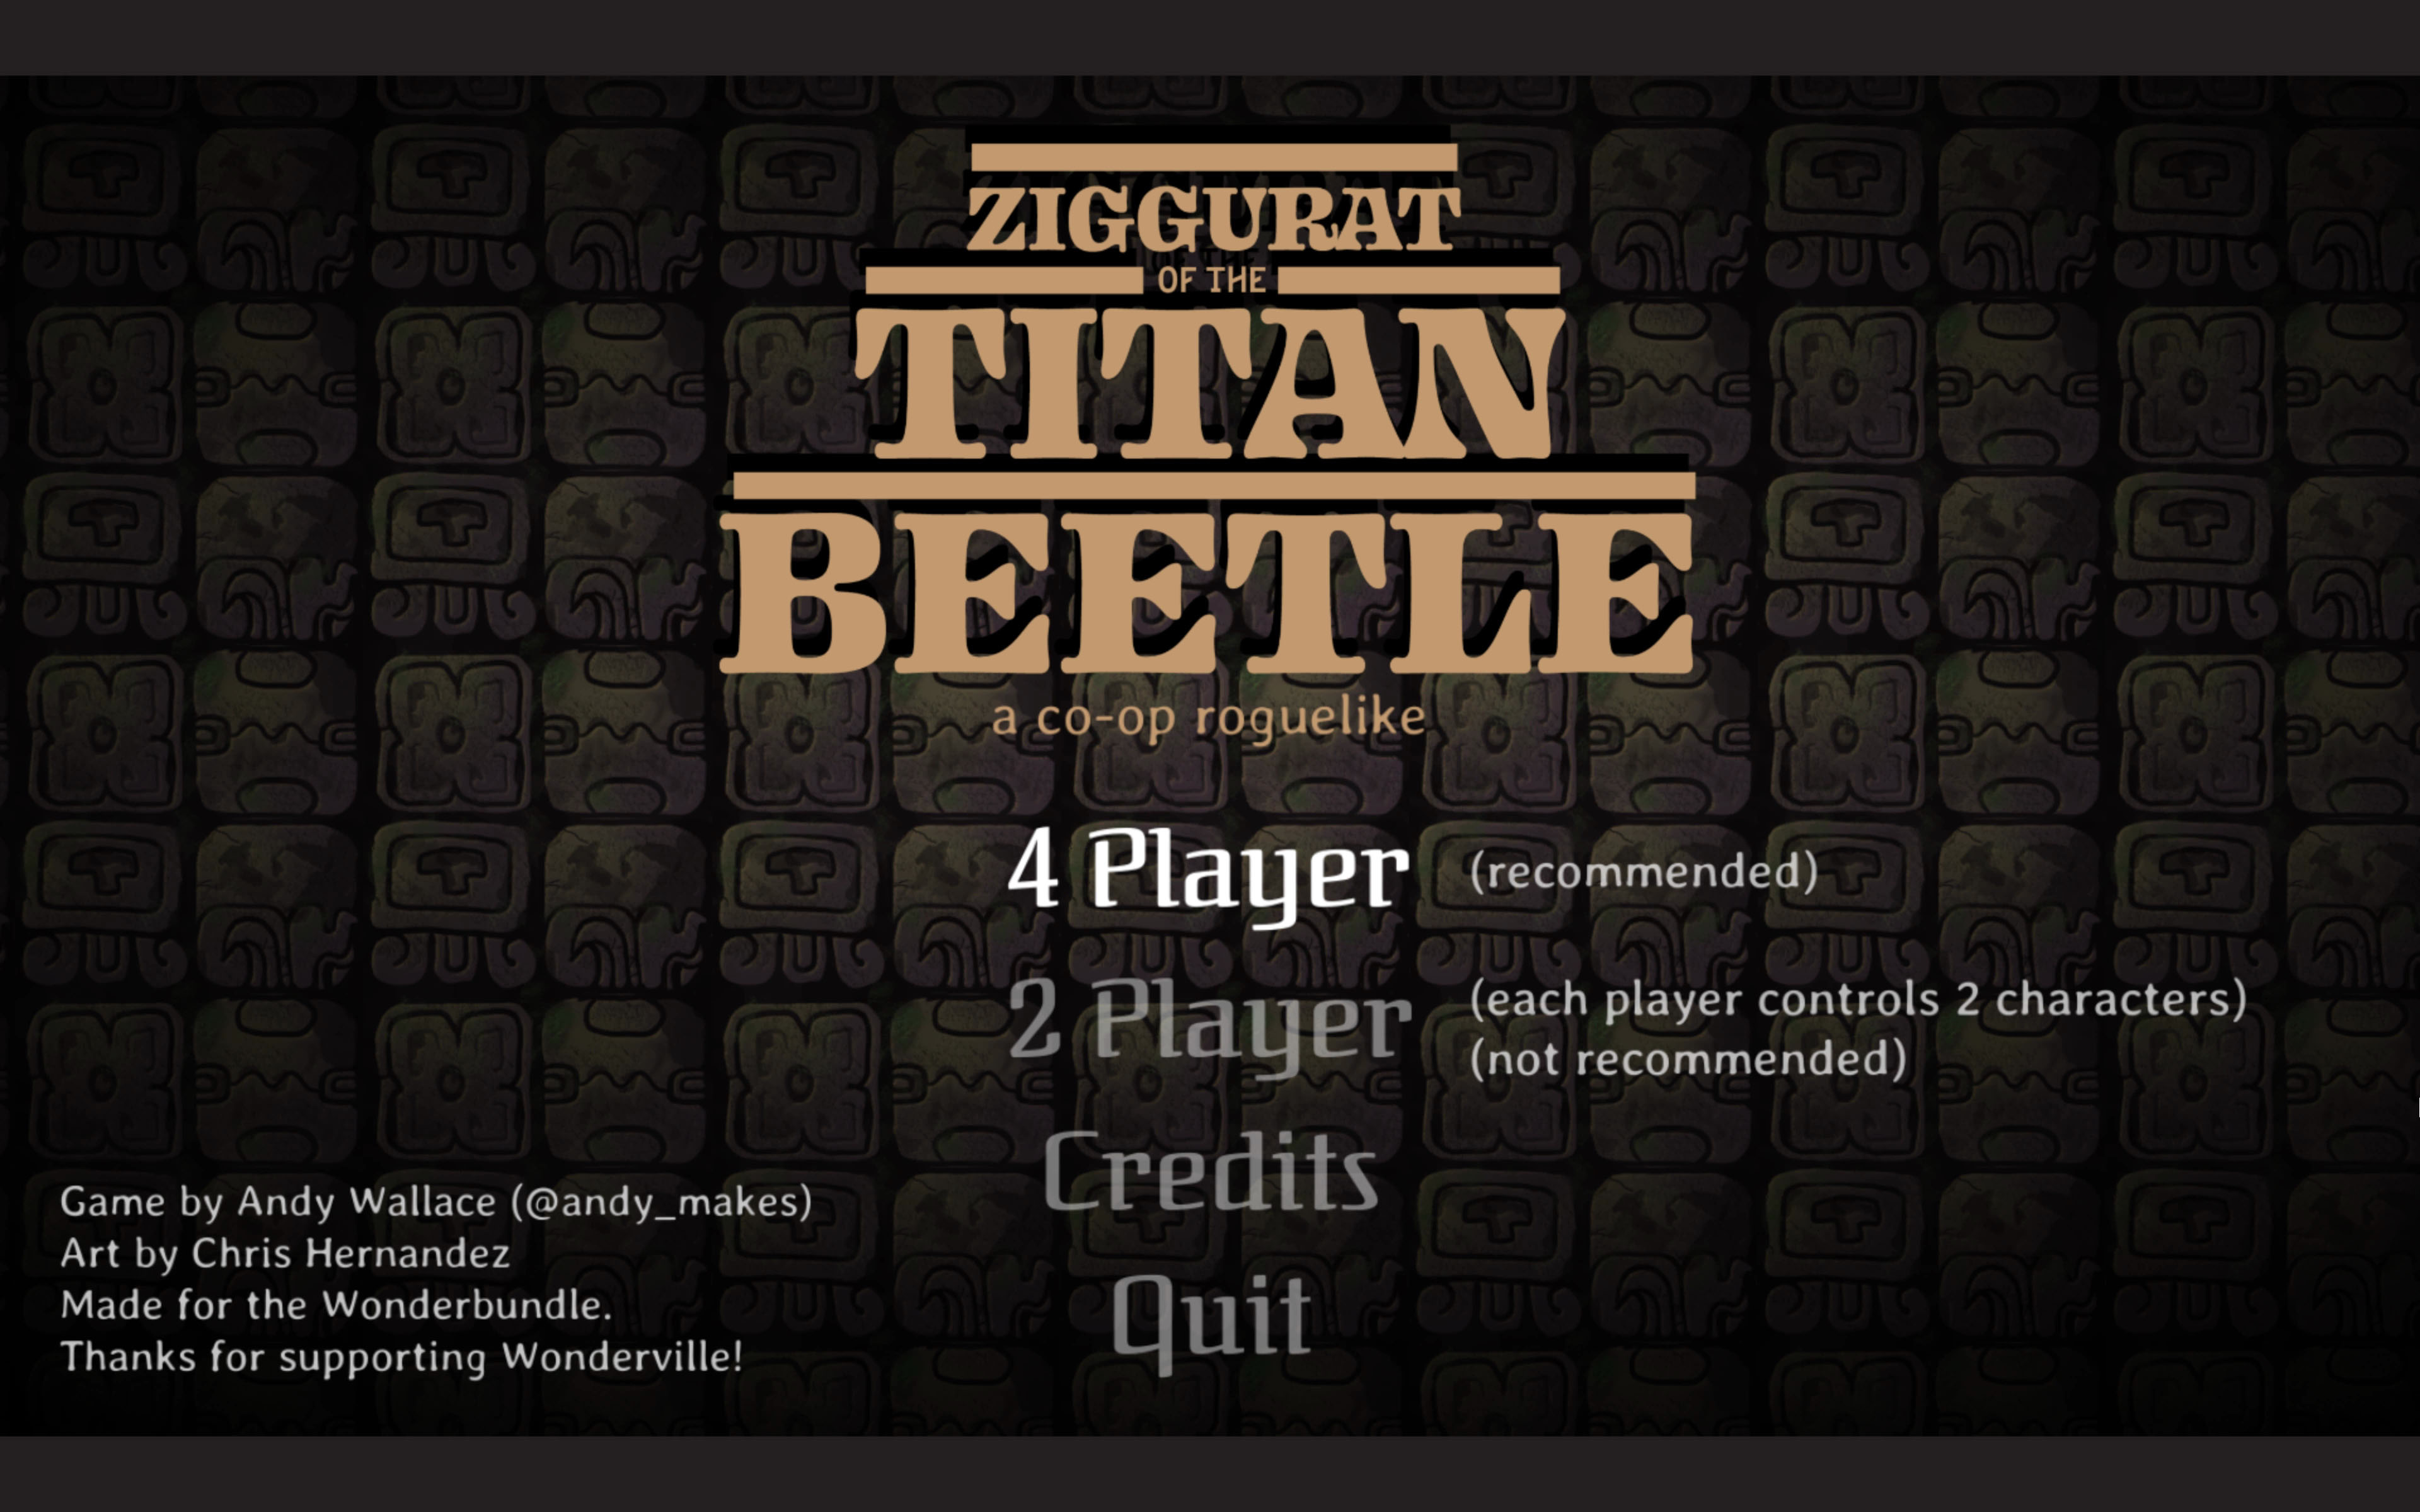 ZIGGURAT
OF THE
TITAN
BEETLE
a co-op roguelike
4 Player (recommended)
2 Player (each player controls 2 characters)
(not recommended)
Credits
Quit
Game by Andy Wallace (@andy_makes)
Art by Chris Hernandez
Made for the Wonderbundle.
Thanks for supporting Wonderville!